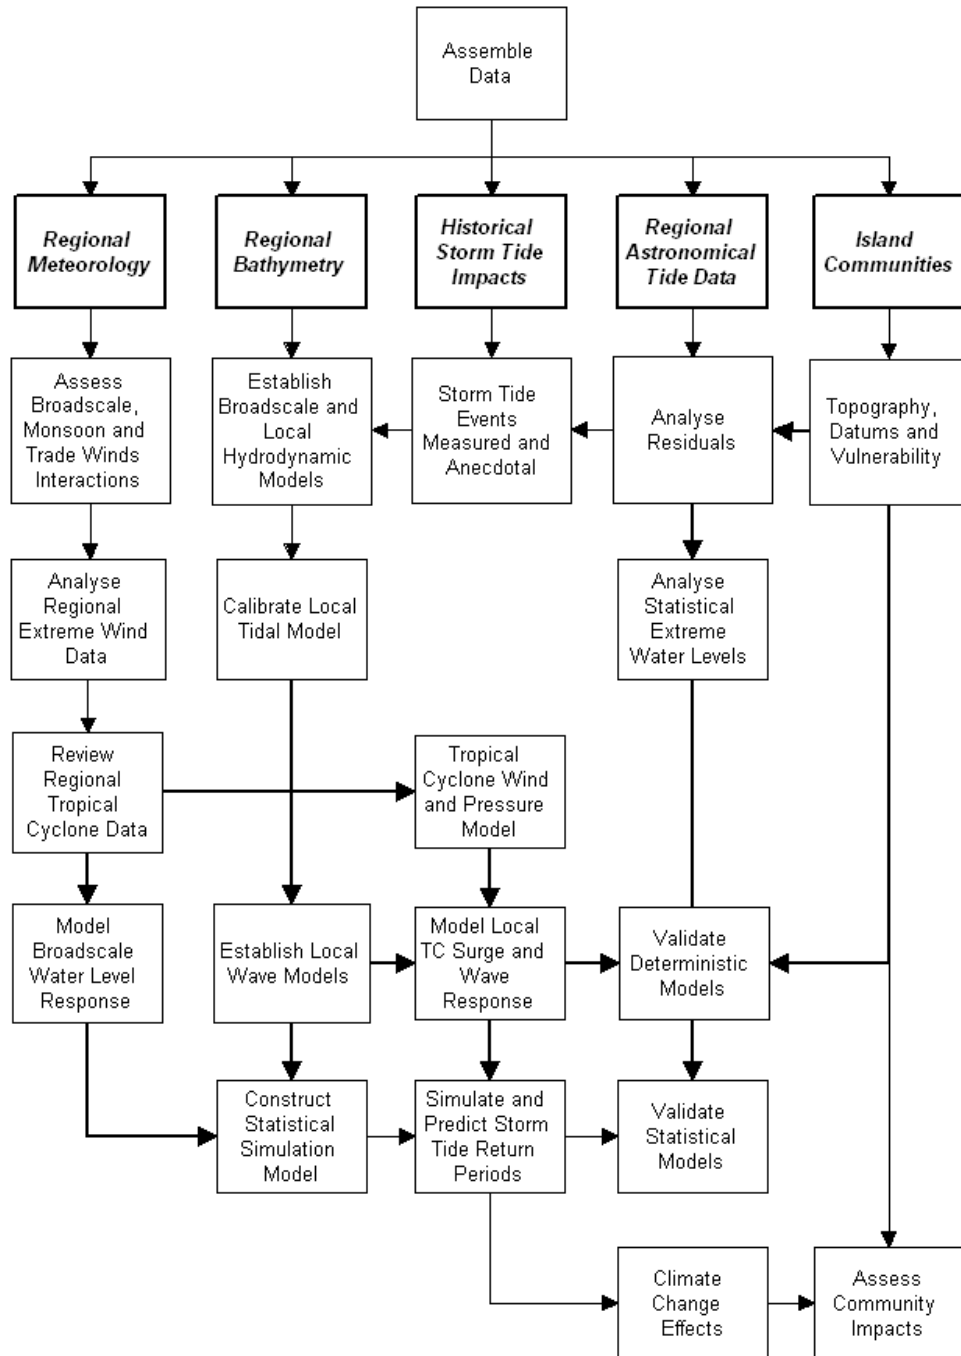 Assemble
Data
Regional
Meteorology
Regional
Bathymetry
Historical
Storm Tide
Impacts
Regional
Astronomical
Tide Data
Island
Communities
Assess
Broadscale,
Monsoon and
Trade Winds
Interactions
Establish
Broadscale and
Local
Hydrodynamic
Models
Storm Tide
Events
Measured and
Anecdotal
Analyse
Residuals
Topography,
Datums and
Vulnerability
Analyse
Regional
Extreme Wind
Data
Calibrate Local
Tidal Model
Analyse
Statistical
Extreme
Water Levels
Review
Regional
Tropical
Cyclone Data
Tropical
Cyclone Wind
and Pressure
Model
Model
Broadscale
Water Level
Response
Establish Local
Wave Models
Model Local
TC Surge and
Wave
Response
Validate
Deterministic
Models
Construct
Statistical
Simulation
Model
Simulate and
Predict Storm
Tide Return
Periods
Validate
Statistical
Models
Climate
Change
Effects
Assess
Community
Impacts